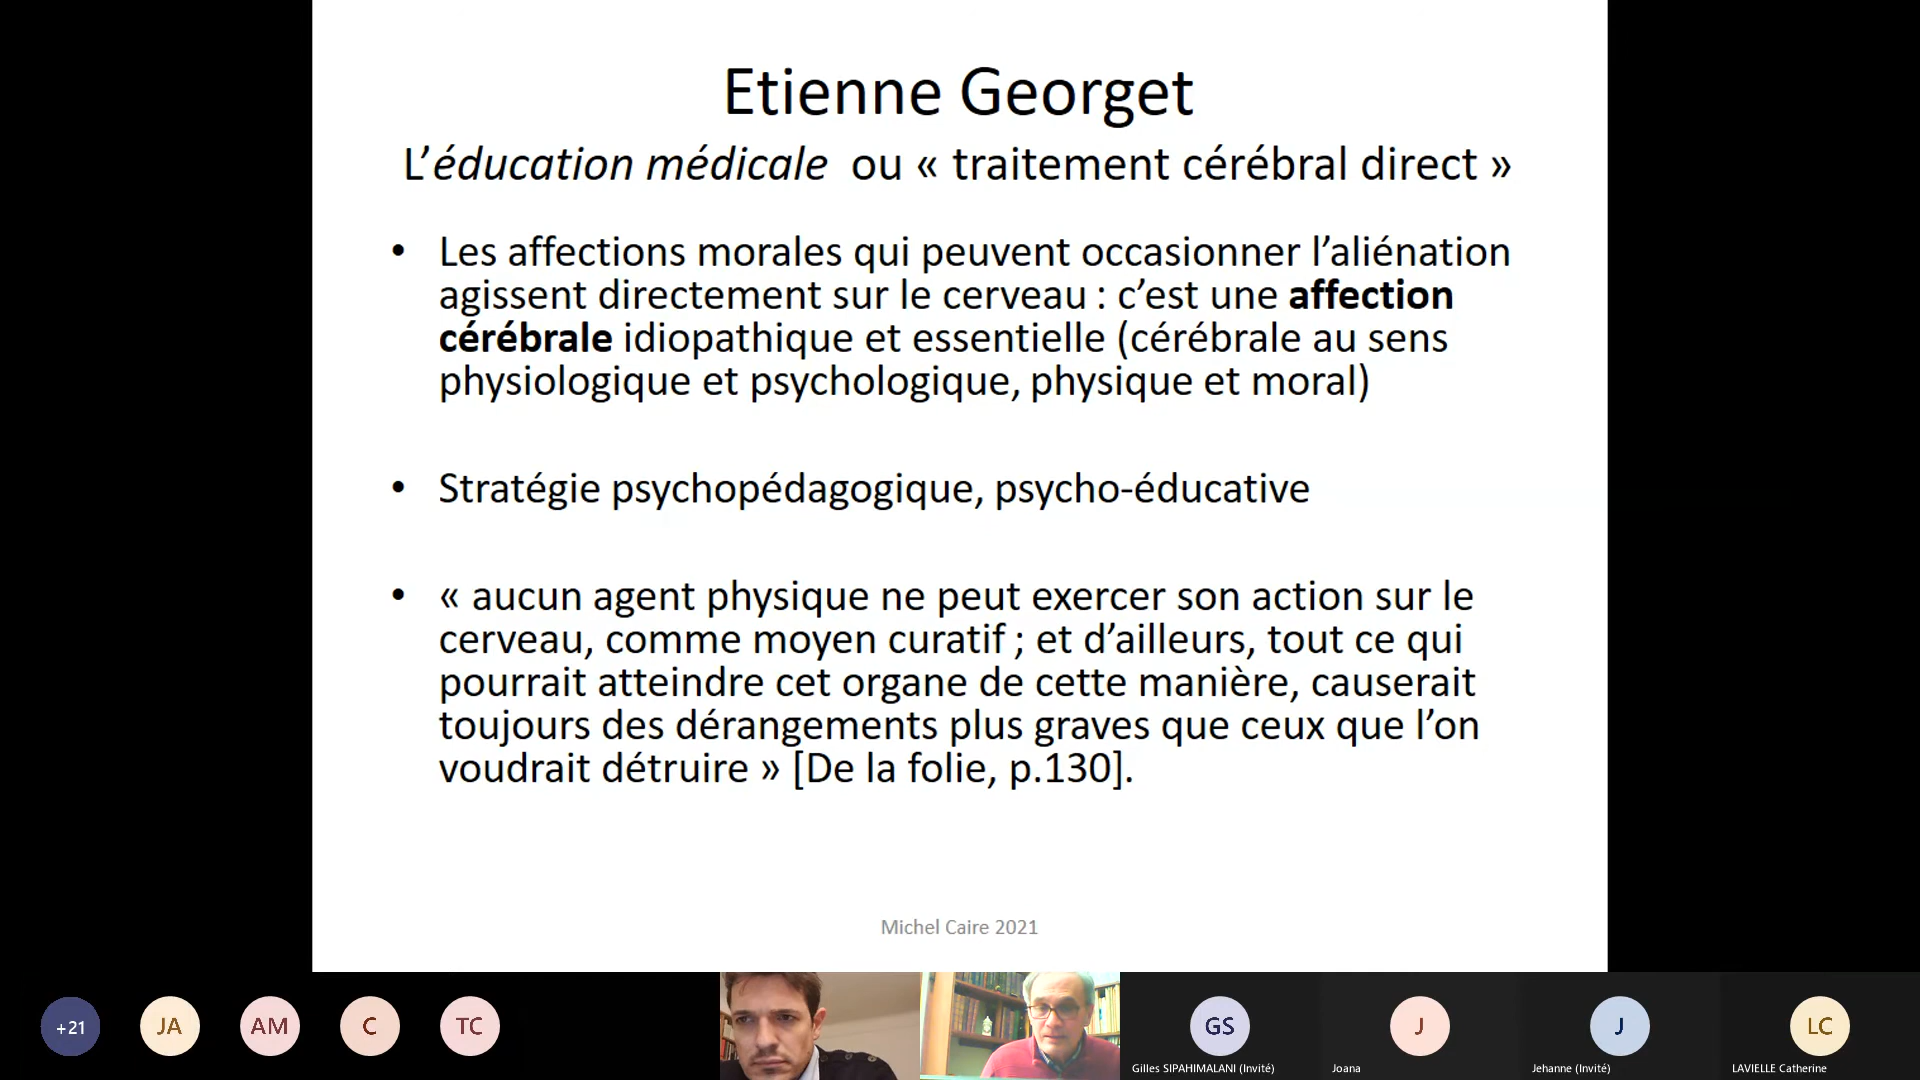 Etienne Georget
L’éducation médicale ou « traitement cérébral direct »
• Les affections morales qui peuvent occasionner l’aliénation
agissent directement sur le cerveau : c’est une affection
cérébrale idiopathique et essentielle (cérébrale au sens
physiologique et psychologique, physique et moral)
• Stratégie psychopédagogique, psycho-éducative
• « aucun agent physique ne peut exercer son action sur le
cerveau, comme moyen curatif ; et d’ailleurs, tout ce qui
pourrait atteindre cet organe de cette manière, causerait
toujours des dérangements plus graves que ceux que l’on
voudrait détruire » [De la folie, p.130].
Michel Caire 2021
+21
JA
AM
C
TC
GS
J
J
LC
Gilles SIPAHIMALANI (Invité)
Joana
Jehanne (Invité)
LAVIELLE Catherine